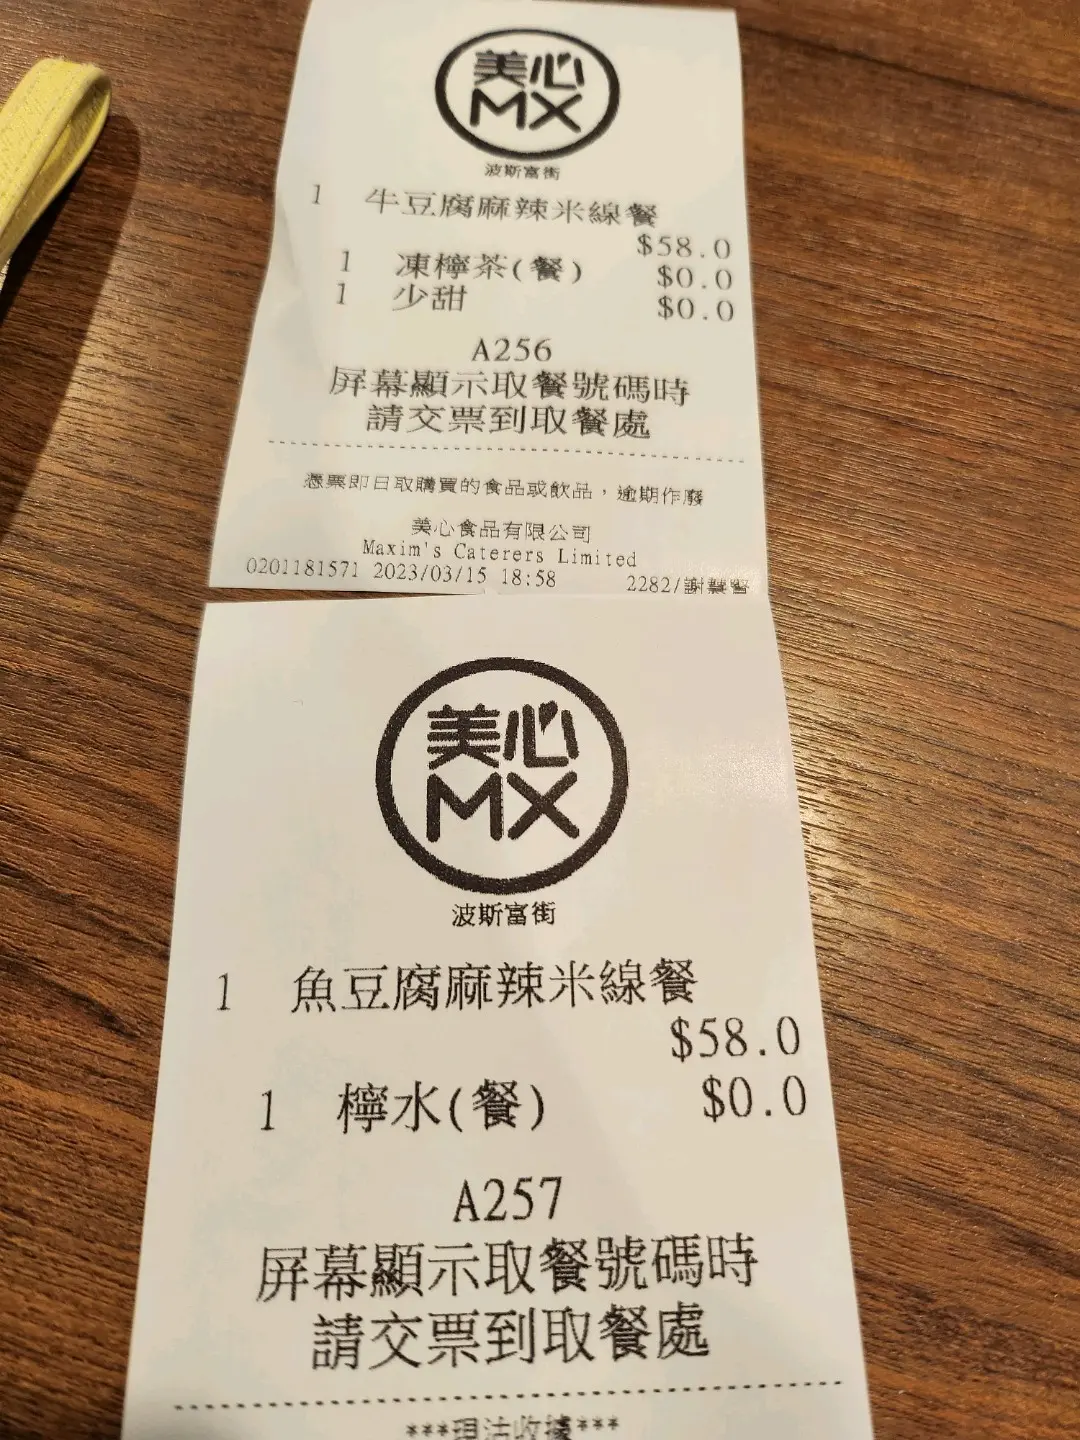 美心
MX
波斯富街
1 牛豆腐麻辣米線餐
$58.0
1 凍檸茶(餐) $0.0
1 少甜 $0.0
A256
屏幕顯示取餐號碼時
請交票到取餐處
憑票即日取購買的食品或飲品，逾期作廢
美心食品有限公司
Maxim's Caterers Limited
0201181571 2023/03/15 18:58 2282/謝慧
美心
MX
波斯富街
1 魚豆腐麻辣米線餐
$58.0
1 檸水(餐) $0.0
A257
屏幕顯示取餐號碼時
請交票到取餐處
***現沽收據***